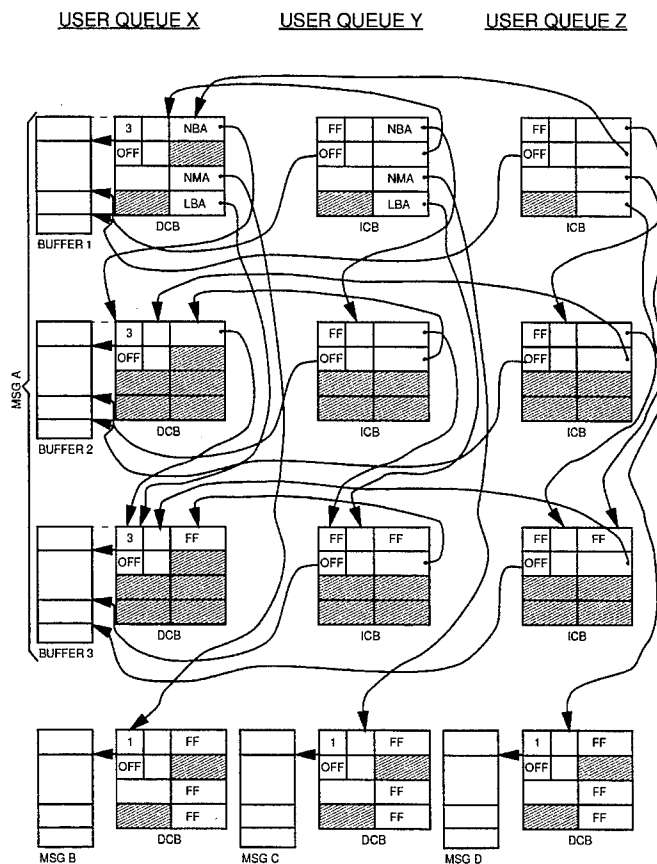 USER QUEUE X USER QUEUE Y USER QUEUE Z
3 NBA FF NBA FF
OFF OFF OFF
NMA NMA
LBA LBA
BUFFER 1 DCB ICB ICB
MSG A
3 FF FF
OFF OFF OFF
BUFFER 2 DCB ICB ICB
3 FF FF FF FF FF
OFF OFF OFF
BUFFER 3 DCB ICB ICB
1 FF 1 FF 1 FF
OFF OFF OFF
FF FF FF
FF FF FF
MSG B DCB MSG C DCB MSG D DCB